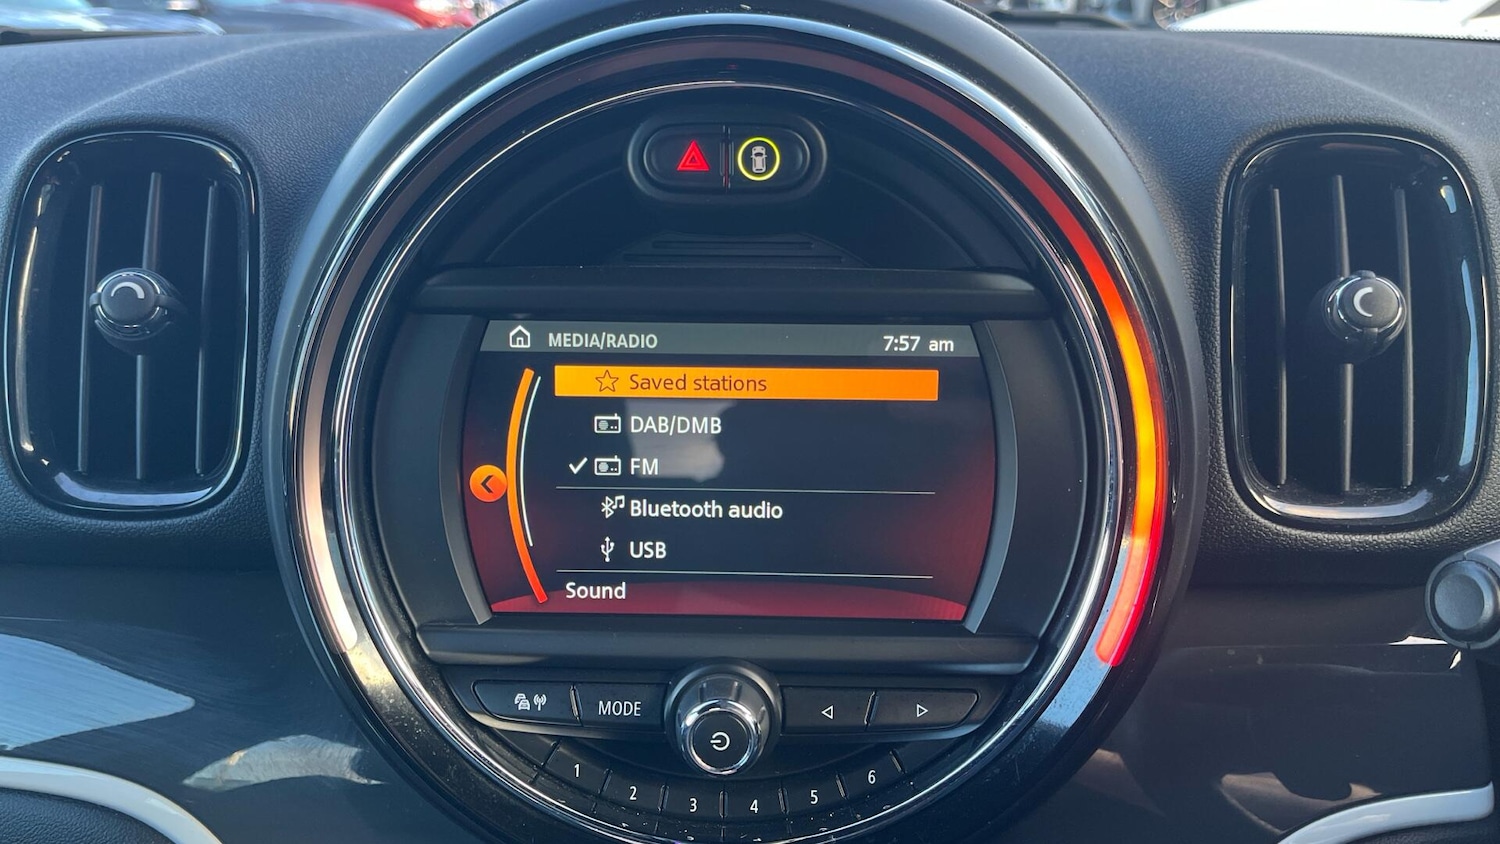 MEDIA/RADIO 7:57 am
Saved stations
DAB/DMB
FM
Bluetooth audio
USB
Sound
MODE
1 2 3 4 5 6